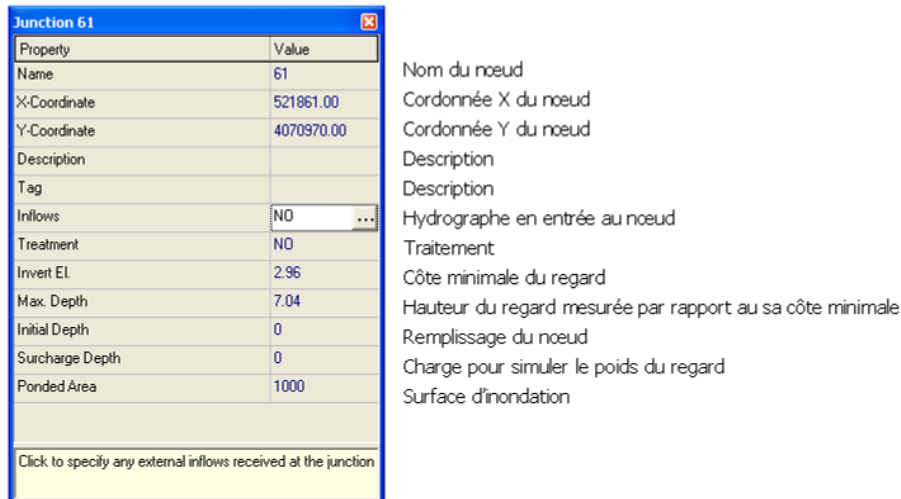 Junction 61
Property Value
Name 61 Nom du nœud
X-Coordinate 521861.00 Cordonnée X du nœud
Y-Coordinate 4070970.00 Cordonnée Y du nœud
Description Description
Tag Description
Inflows NO ... Hydrographe en entrée au nœud
Treatment NO Traitement
Invert El. 2.96 Côte minimale du regard
Max. Depth 7.04 Hauteur du regard mesurée par rapport au sa côte minimale
Initial Depth 0 Remplissage du nœud
Surcharge Depth 0 Charge pour simuler le poids du regard
Ponded Area 1000 Surface d'inondation
Click to specify any external inflows received at the junction